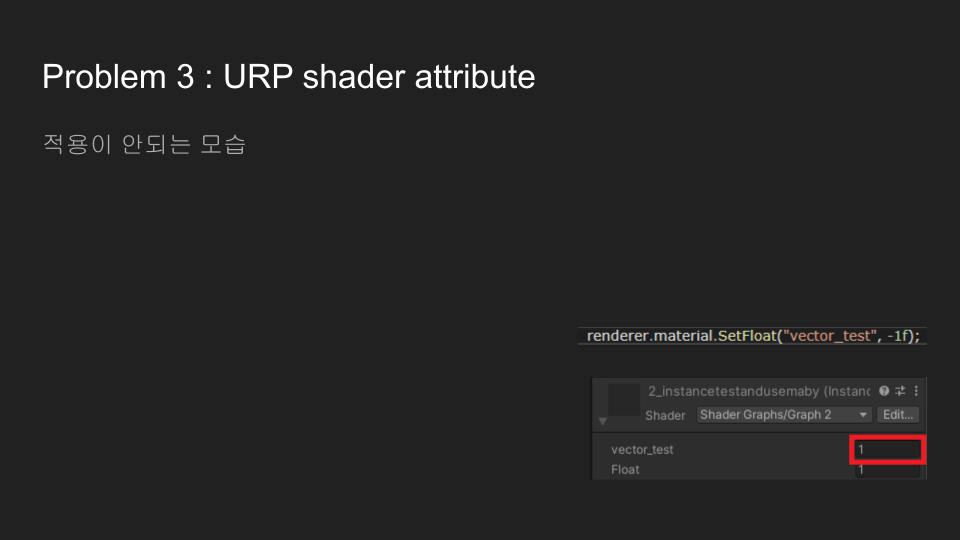 Problem 3 : URP shader attribute
적용이 안되는 모습
renderer.material.SetFloat("vector_test", -1f);
2_instancetestandusemaby (Instanc
Shader Shader Graphs/Graph 2 Edit...
vector_test 1
Float 1